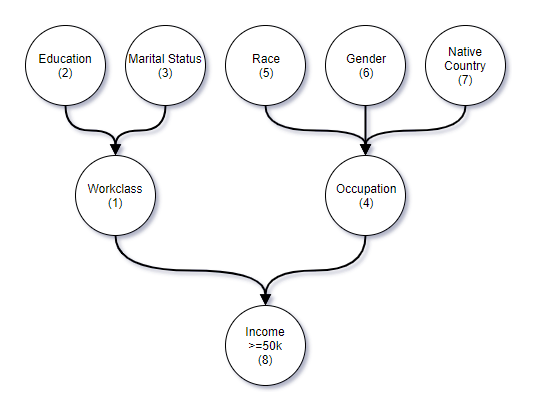 Education
(2)
Marital Status
(3)
Race
(5)
Gender
(6)
Native
Country
(7)
Workclass
(1)
Occupation
(4)
Income
>=50k
(8)